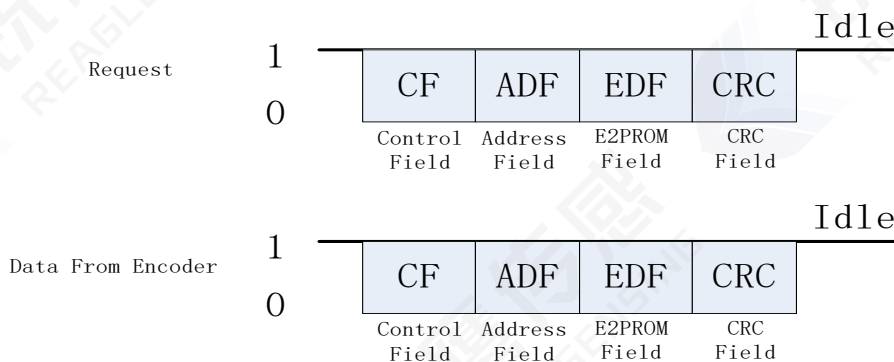 Idle
Request
1
0
CF ADF EDF CRC
Control Field
Address Field
E2PROM Field
CRC Field
Idle
Data From Encoder
1
0
CF ADF EDF CRC
Control Field
Address Field
E2PROM Field
CRC Field